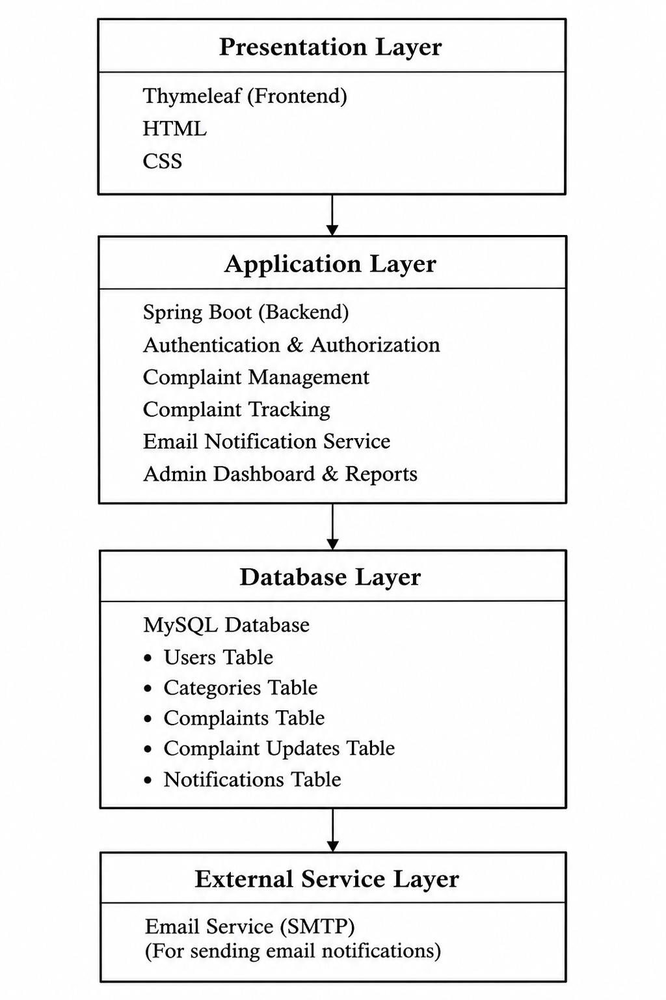 Presentation Layer
Thymeleaf (Frontend)
HTML
CSS
Application Layer
Spring Boot (Backend)
Authentication & Authorization
Complaint Management
Complaint Tracking
Email Notification Service
Admin Dashboard & Reports
Database Layer
MySQL Database
• Users Table
• Categories Table
• Complaints Table
• Complaint Updates Table
• Notifications Table
External Service Layer
Email Service (SMTP)
(For sending email notifications)